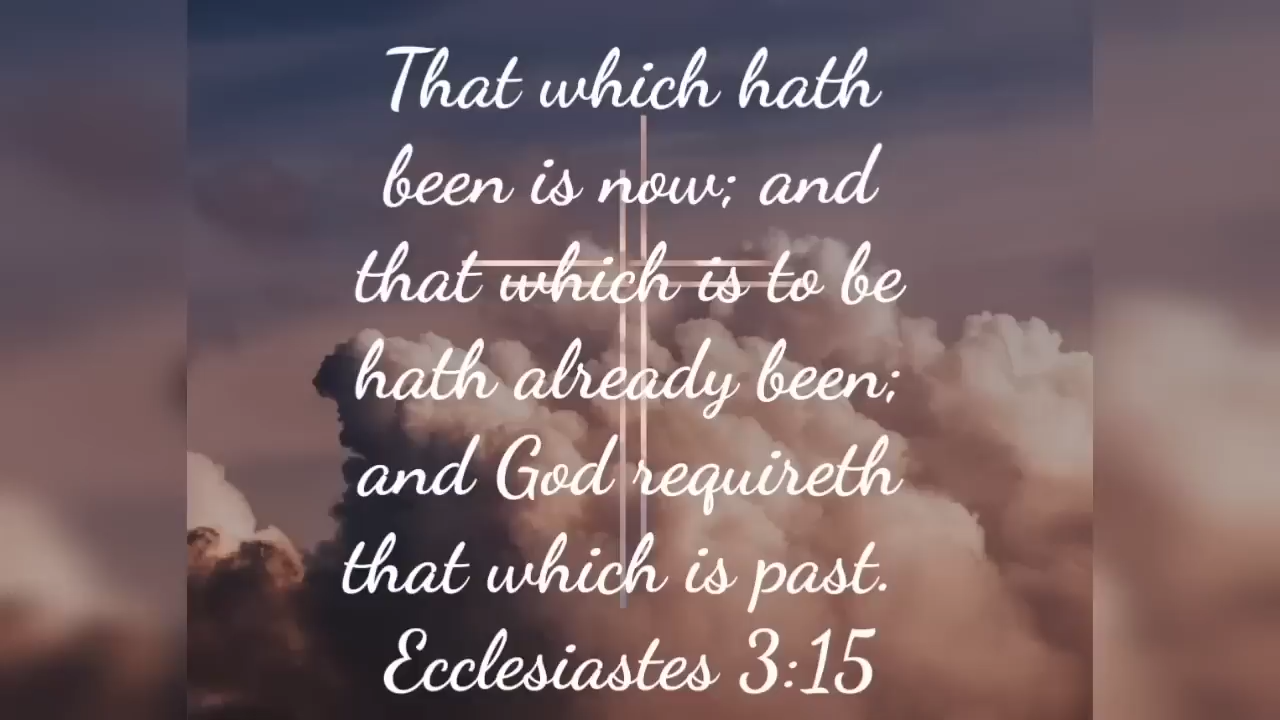 That which hath
been is now; and
that which is to be
hath already been;
and God requireth
that which is past.
Ecclesiastes 3:15